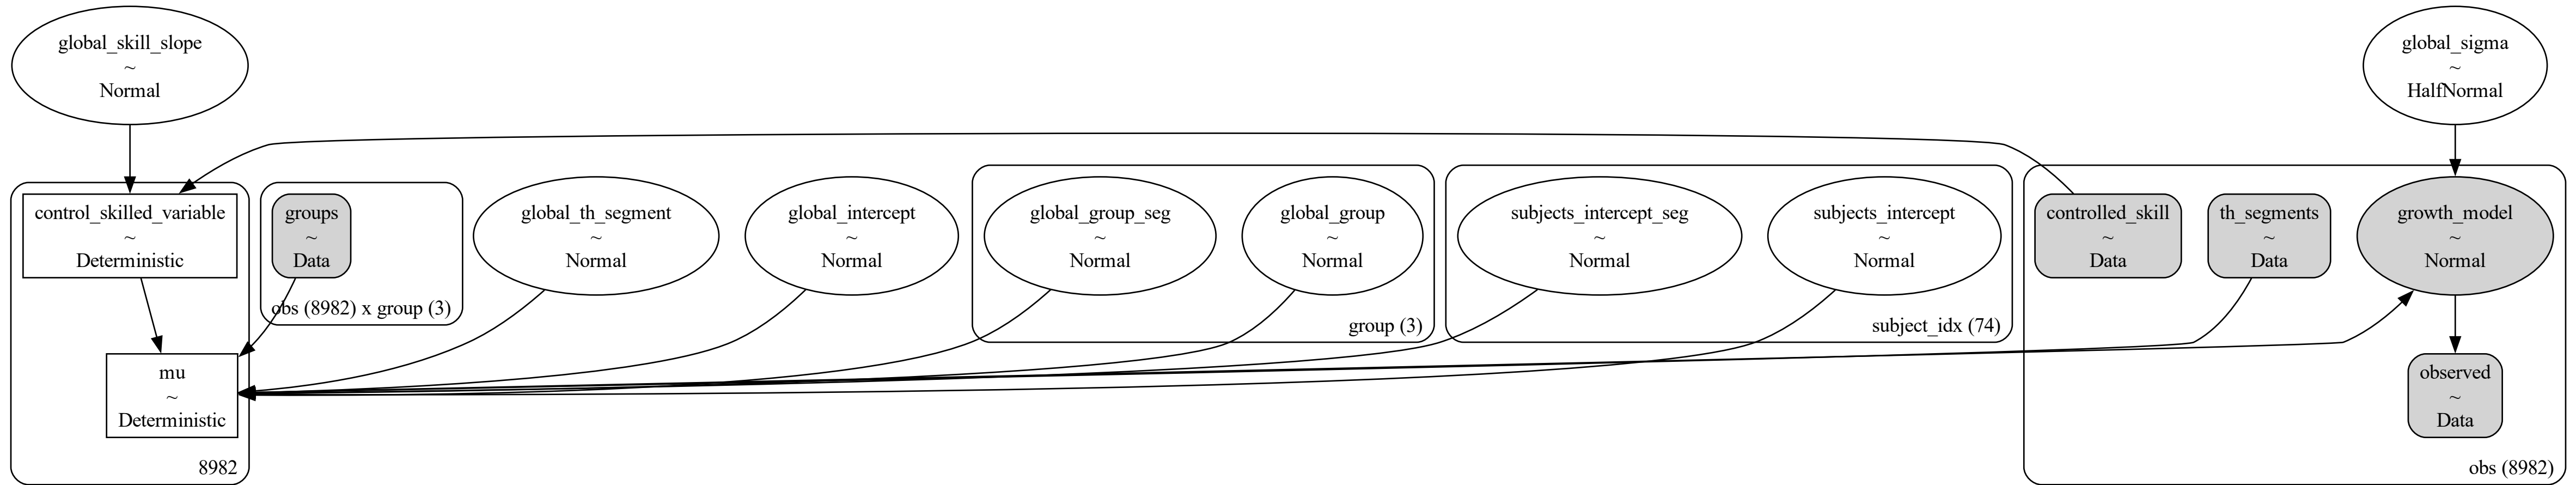 global_skill_slope
~
Normal
global_sigma
~
HalfNormal
control_skilled_variable
~
Deterministic
groups
~
Data
obs (8982) x group (3)
global_th_segment
~
Normal
global_intercept
~
Normal
global_group_seg
~
Normal
global_group
~
Normal
group (3)
subjects_intercept_seg
~
Normal
subjects_intercept
~
Normal
subject_idx (74)
controlled_skill
~
Data
th_segments
~
Data
growth_model
~
Normal
mu
~
Deterministic
8982
observed
~
Data
obs (8982)